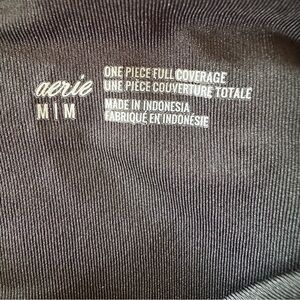 aerie
M | M
ONE PIECE FULL COVERAGE
UNE PIÈCE COUVERTURE TOTALE
MADE IN INDONESIA
FABRIQUÉ EN INDONÉSIE